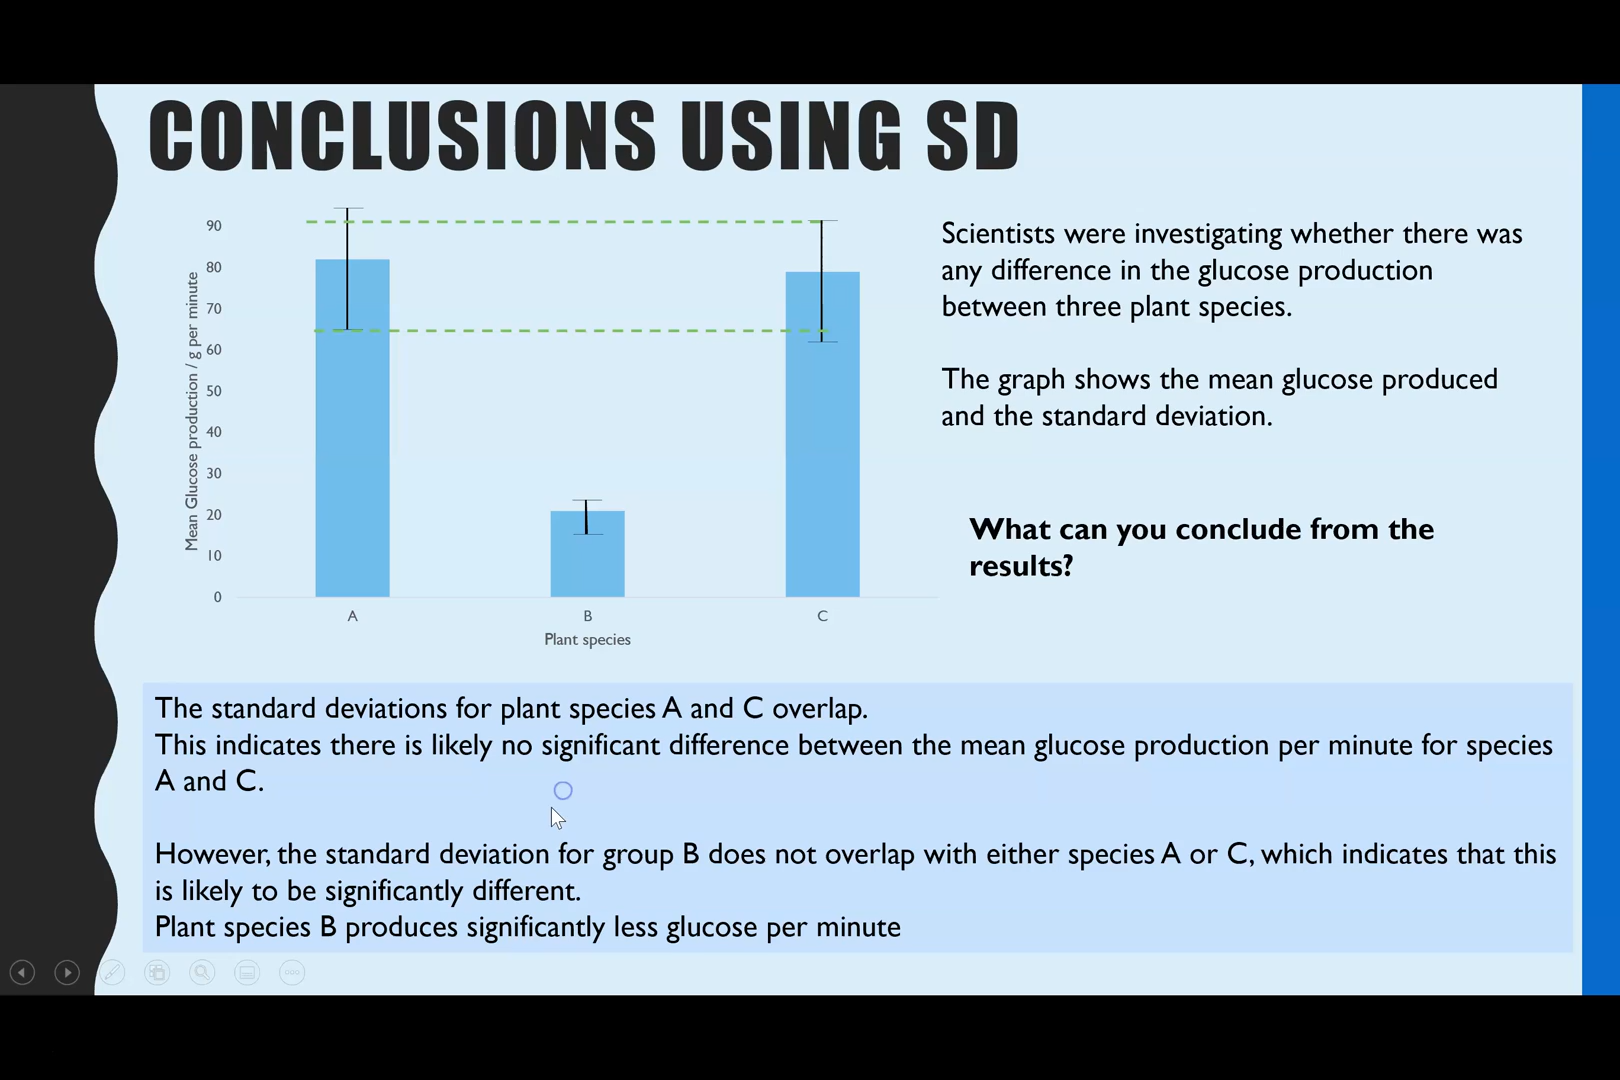 CONCLUSIONS USING SD
90
80
70
60
50
40
30
20
10
0
Mean Glucose production / g per minute
A
B
C
Plant species
Scientists were investigating whether there was
any difference in the glucose production
between three plant species.
The graph shows the mean glucose produced
and the standard deviation.
What can you conclude from the
results?
The standard deviations for plant species A and C overlap.
This indicates there is likely no significant difference between the mean glucose production per minute for species
A and C.
However, the standard deviation for group B does not overlap with either species A or C, which indicates that this
is likely to be significantly different.
Plant species B produces significantly less glucose per minute